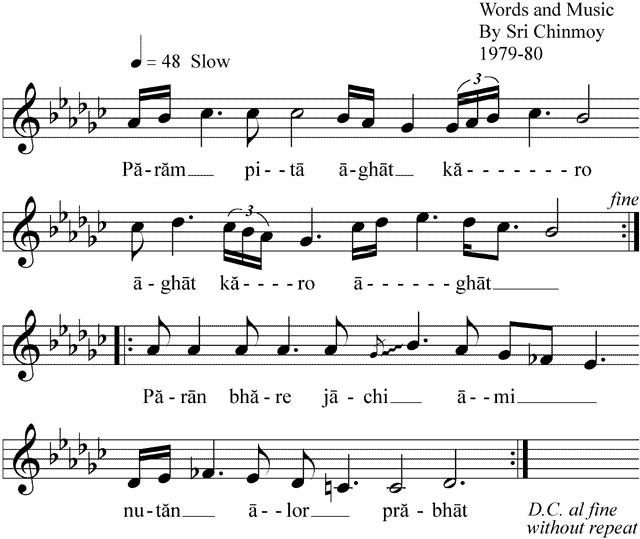 Words and Music
By Sri Chinmoy
1979-80
= 48 Slow
3 3
Pă-răm pi-tā ā-ghāt kă-------ro
fine
3
ā-ghāt kă-----ro ā------ghāt
Pă-rān bhă-re jā-chi ā-mi
nu-tăn ā--lor pră-bhāt
D.C. al fine
without repeat